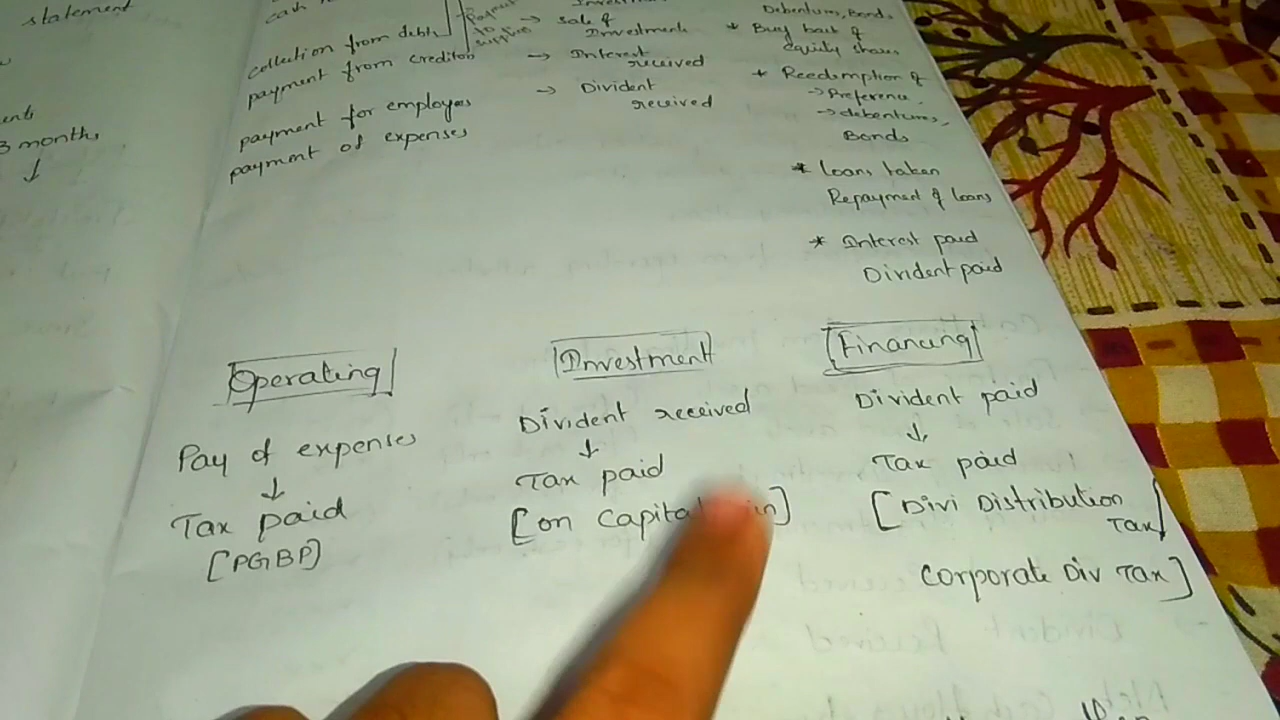 statement
3 months
collection from debt
payment from creditors
payment for employees
payment of expenses
→ sale of
Investments
→ Interest
received
→ Divident
received
Debentures, Bonds
* Buy back of
equity shares
* Reedemption of
→ Preference
→ debentures,
Bonds
* Loans taken
Repayment of loans
* Interest paid
Divident paid
Operating
Pay of expenses
↓
Tax paid
[PGBP]
Investment
Divident received
↓
Tax paid
[on Capital
Financing
Divident paid
↓
Tax paid
[Divi Distribution
Tax
Corporate Div Tax]